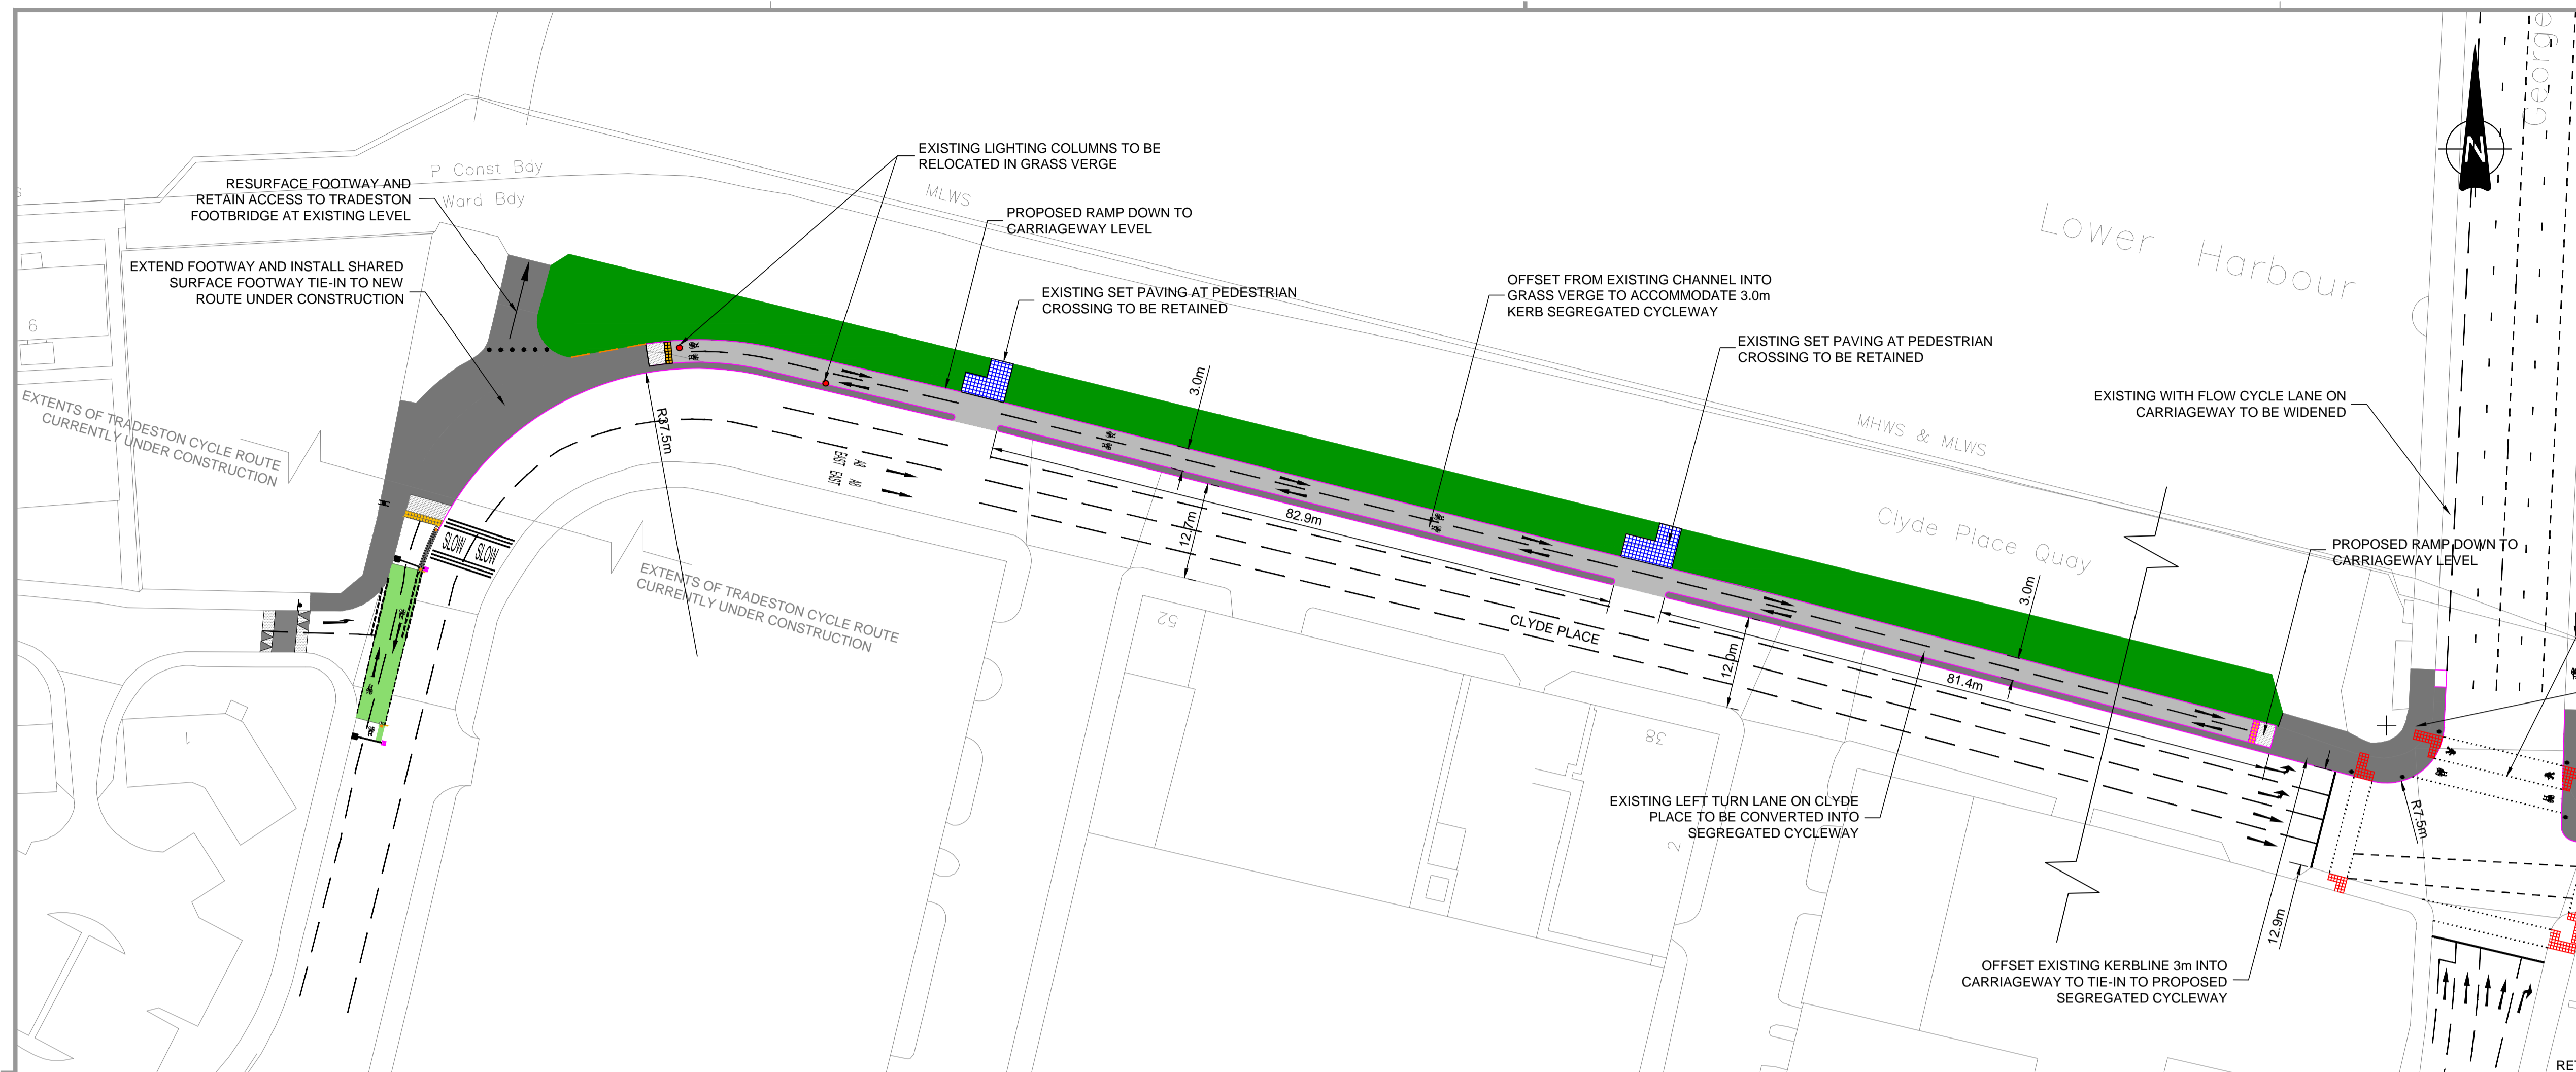 George
N
P Const Bdy
Ward Bdy
MLWS
Lower Harbour
EXISTING LIGHTING COLUMNS TO BE
RELOCATED IN GRASS VERGE
RESURFACE FOOTWAY AND
RETAIN ACCESS TO TRADESTON
FOOTBRIDGE AT EXISTING LEVEL
PROPOSED RAMP DOWN TO
CARRIAGEWAY LEVEL
EXTEND FOOTWAY AND INSTALL SHARED
SURFACE FOOTWAY TIE-IN TO NEW
ROUTE UNDER CONSTRUCTION
EXISTING SET PAVING AT PEDESTRIAN
CROSSING TO BE RETAINED
OFFSET FROM EXISTING CHANNEL INTO
GRASS VERGE TO ACCOMMODATE 3.0m
KERB SEGREGATED CYCLEWAY
EXISTING SET PAVING AT PEDESTRIAN
CROSSING TO BE RETAINED
EXISTING WITH FLOW CYCLE LANE ON
CARRIAGEWAY TO BE WIDENED
6
EXTENTS OF TRADESTON CYCLE ROUTE
CURRENTLY UNDER CONSTRUCTION
R37.5m
3.0m
MHWS & MLWS
A8 A8
EAST EAST
82.9m
12.7m
Clyde Place Quay
SLOW SLOW
EXTENTS OF TRADESTON CYCLE ROUTE
CURRENTLY UNDER CONSTRUCTION
PROPOSED RAMP DOWN TO
CARRIAGEWAY LEVEL
3.0m
52
CLYDE PLACE
12.0m
81.4m
1
38
2
EXISTING LEFT TURN LANE ON CLYDE
PLACE TO BE CONVERTED INTO
SEGREGATED CYCLEWAY
R7.5m
12.9m
OFFSET EXISTING KERBLINE 3m INTO
CARRIAGEWAY TO TIE-IN TO PROPOSED
SEGREGATED CYCLEWAY